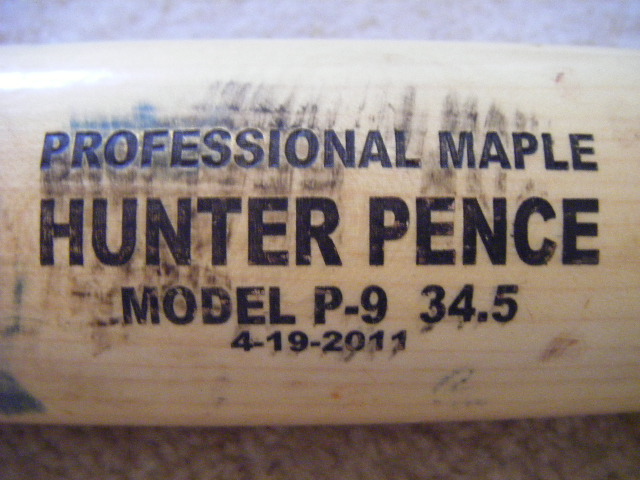 PROFESSIONAL MAPLE
HUNTER PENCE
MODEL P-9 34.5
4-19-2011